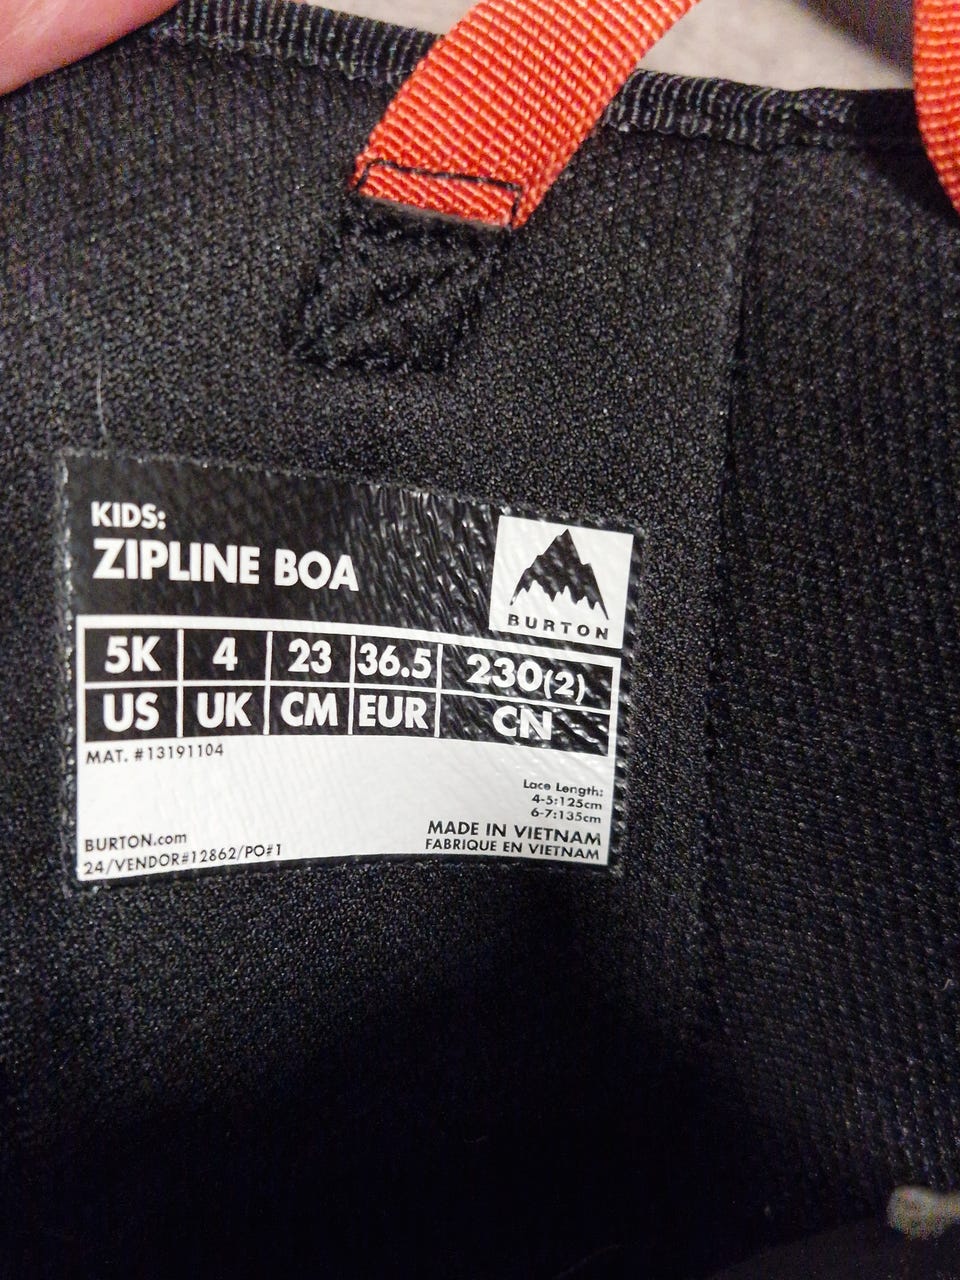 KIDS:
ZIPLINE BOA
BURTON
5K 4 23 36.5 230(2)
US UK CM EUR CN
MAT. #13191104
Lace Length:
4-5:125cm
6-7:135cm
BURTON.com
24/VENDOR#12862/PO#1
MADE IN VIETNAM
FABRIQUE EN VIETNAM